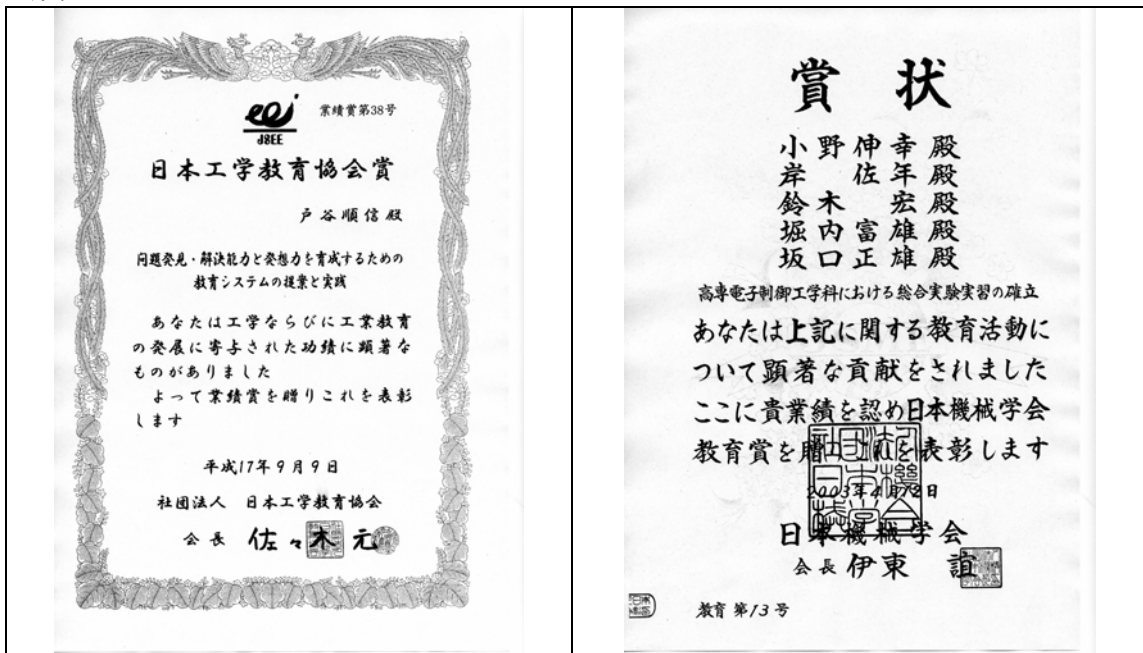 eej
JSEE
業績賞第38号
日本工学教育協会賞
戸谷順信殿
問題発見・解決能力と発想力を育成するための
教育システムの提案と実践
あなたは工学ならびに工業教育
の発展に寄与された功績に顕著な
ものがありました
よって業績賞を贈りこれを表彰
します
平成17年9月9日
社団法人 日本工学教育協会
会長 佐々木元
賞状
小野伸幸殿
岸佐年殿
鈴木宏殿
堀内富雄殿
坂口正雄殿
高専電子制御工学科における総合実験実習の確立
あなたは上記に関する教育活動に
ついて顕著な貢献をされました
ここに貴業績を認め日本機械学会
教育賞を贈りこれを表彰します
2003年4月2日
日本機械学会
会長 伊東 誼
教育 第13号